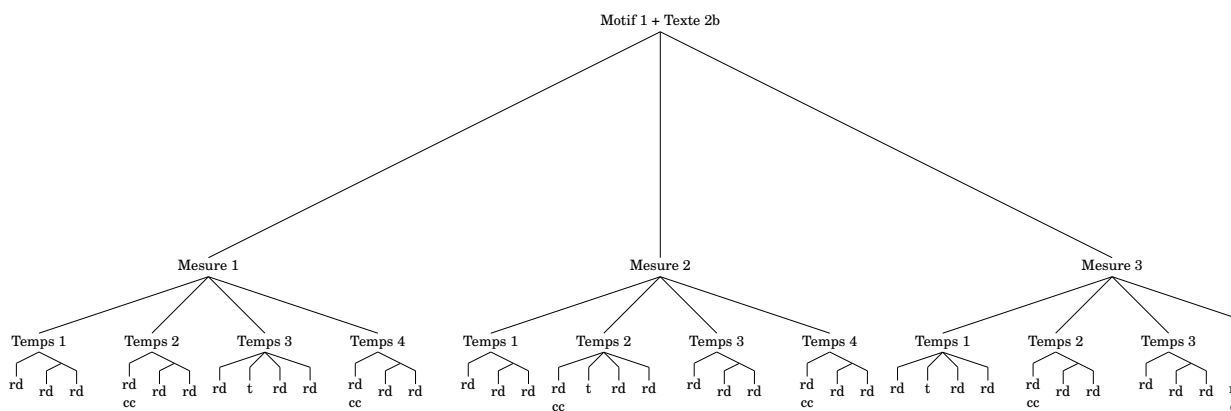 Motif 1 + Texte 2b
Mesure 1 Mesure 2 Mesure 3
Temps 1 Temps 2 Temps 3 Temps 4 Temps 1 Temps 2 Temps 3 Temps 4 Temps 1 Temps 2 Temps 3
rd rd rd rd rd rd rd t rd rd rd rd rd rd rd rd rd t rd rd rd rd rd rd rd rd rd t rd rd rd rd rd rd rd rd
cc cc cc cc cc